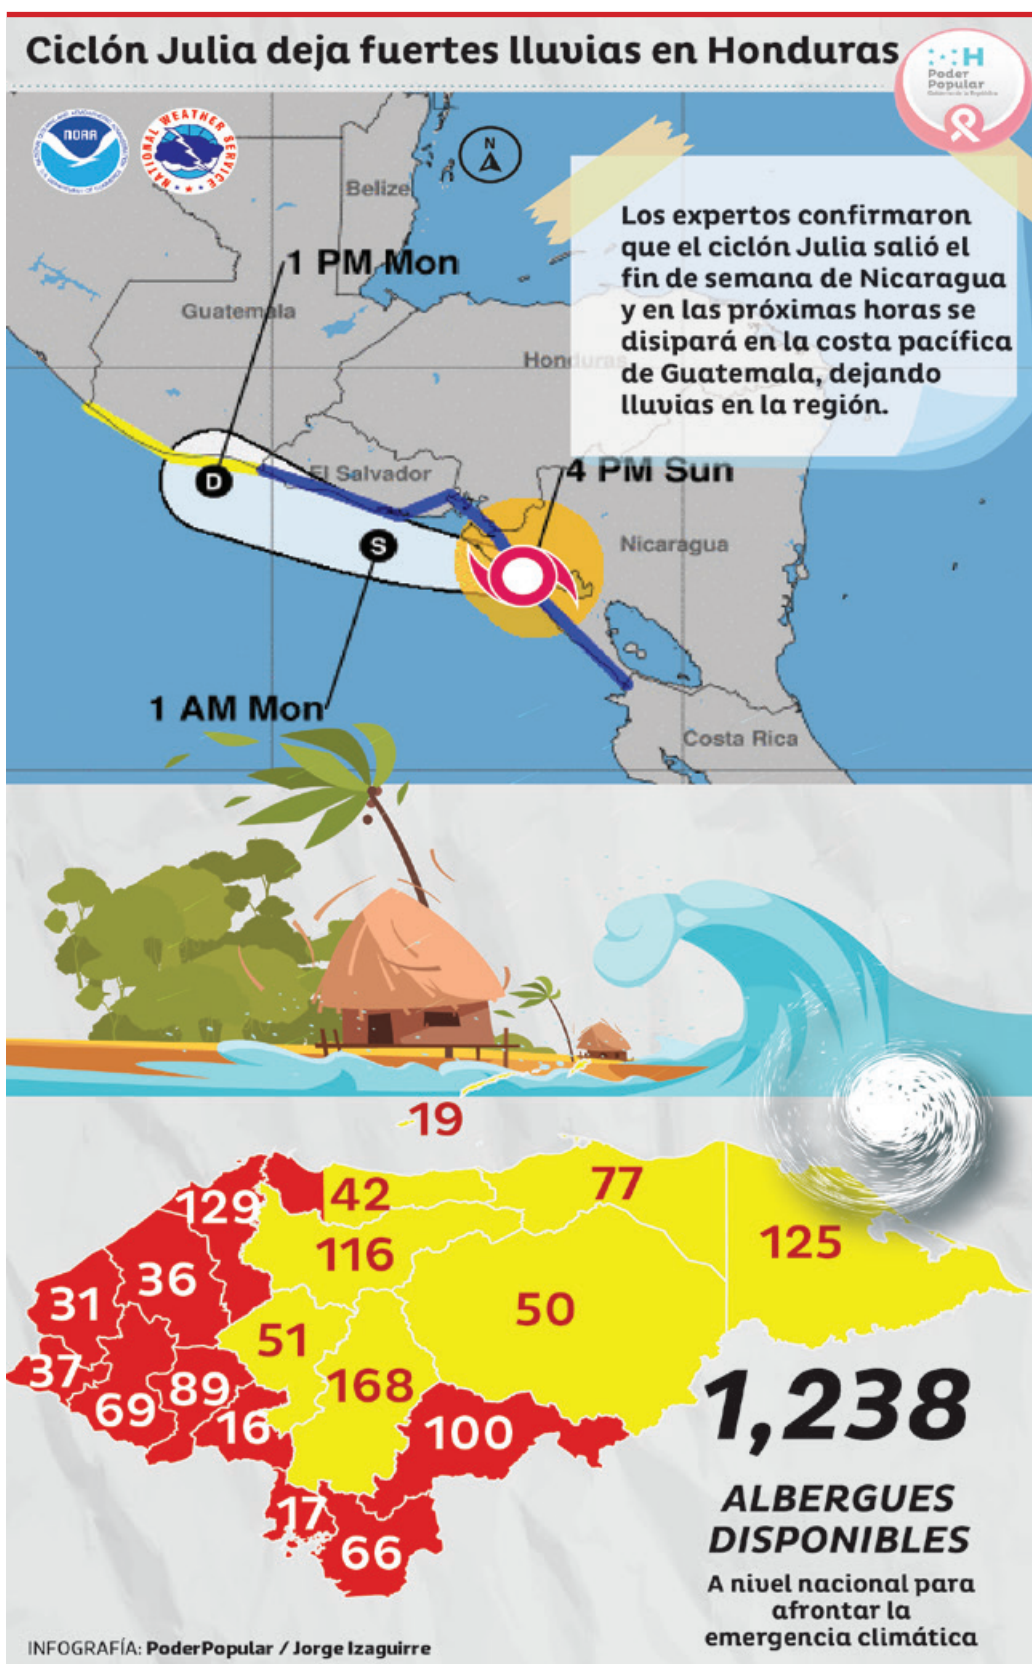 Ciclón Julia deja fuertes lluvias en Honduras
H
Poder
Popular
NOAA
NATIONAL WEATHER SERVICE
N
Belize
Los expertos confirmaron
que el ciclón Julia salió el
fin de semana de Nicaragua
y en las próximas horas se
disipará en la costa pacífica
de Guatemala, dejando
lluvias en la región.
1 PM Mon
Guatemala
Honduras
El Salvador
4 PM Sun
D
S
Nicaragua
1 AM Mon
Costa Rica
19
129
42
77
116
125
36
31
50
51
37
89
168
69
16
100
17
66
1,238
ALBERGUES
DISPONIBLES
A nivel nacional para
afrontar la
emergencia climática
INFOGRAFÍA: PoderPopular / Jorge Izaguirre